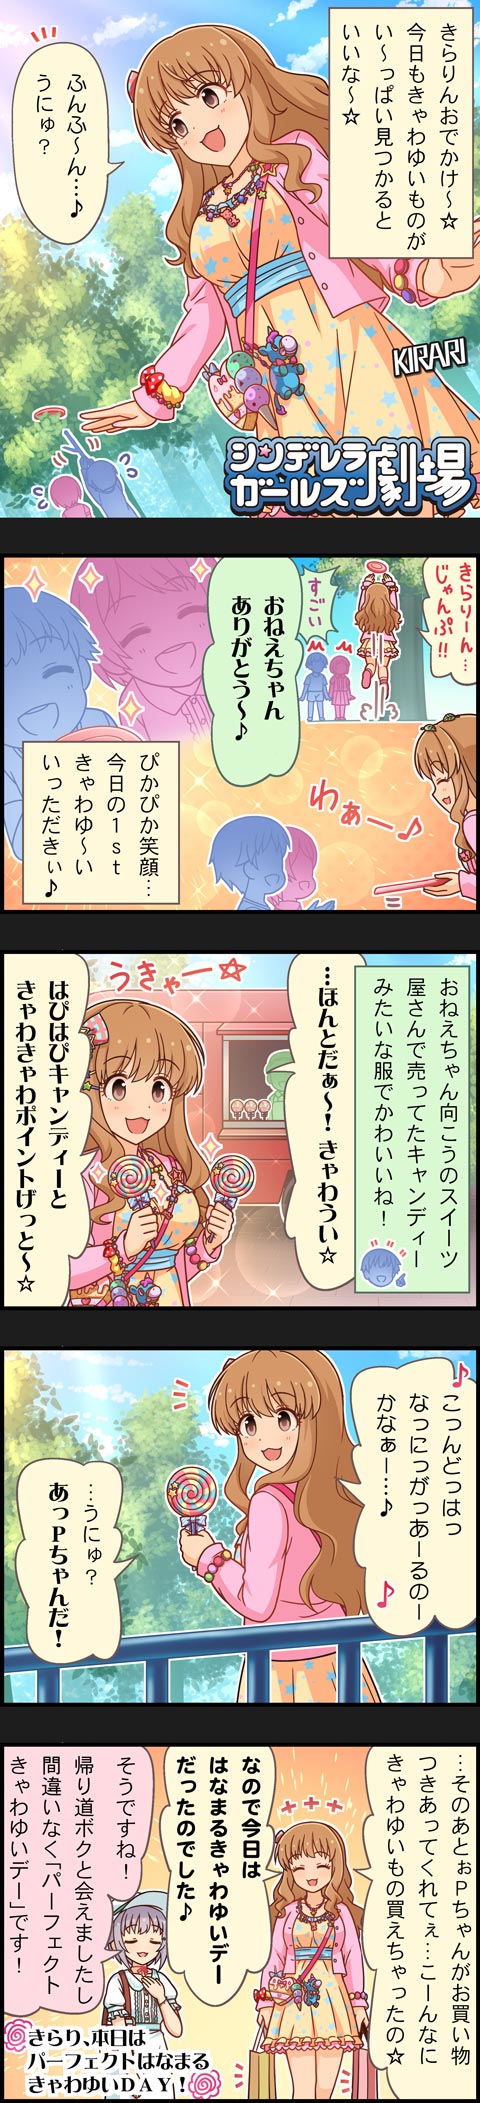 きらりんおでかけ〜☆
今日もきゃわゆいものが
い〜っぱい見つかると
いいな〜☆
ふんふ〜ん…♪
うにゅ？
KIRARI
シンデレラ
ガールズ劇場
きらりーん…
じゃんぷ!!
すごい
おねえちゃん
ありがとう〜♪
わぁー♪
ぴかぴか笑顔…
今日の1st
きゃわゆ〜い
いっただきぃ♪
おねえちゃん向こうのスイーツ
屋さんで売ってたキャンディー
みたいな服でかわいいね！
…ほんとだぁ〜！きゃわうぃ☆
うきゃー☆
はぴはぴキャンディーと
きゃわきゃわポイントげっと〜☆
♪こっんどっはっ
なっにっがっあーるのー
かなぁー…♪
♪
…うにゅ？
あっPちゃんだ！
…そのあとぉPちゃんがお買い物
つきあってくれてぇ…こーんなに
きゃわゆいもの買えちゃったの☆
なので今日は
はなまるきゃわゆいデー
だったのでした♪
そうですね！
帰り道ボクと会えましたし
間違いなく「パーフェクト
きゃわゆいデー」です！
きらり、本日は
パーフェクトはなまる
きゃわゆいDAY！